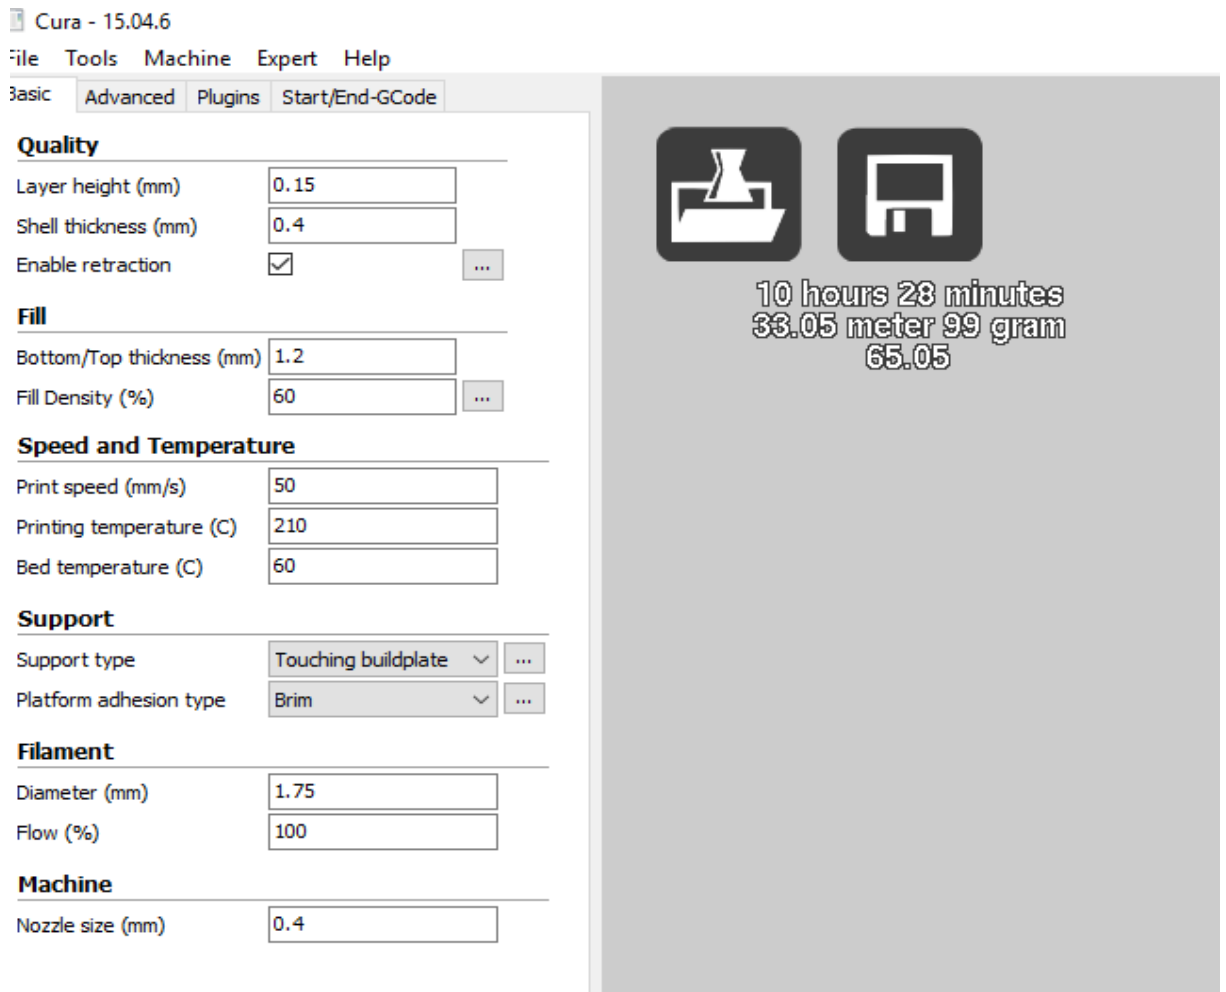 Cura - 15.04.6
File Tools Machine Expert Help
Basic Advanced Plugins Start/End-GCode
Quality
Layer height (mm) 0.15
Shell thickness (mm) 0.4
Enable retraction ...
Fill
Bottom/Top thickness (mm) 1.2
Fill Density (%) 60 ...
Speed and Temperature
Print speed (mm/s) 50
Printing temperature (C) 210
Bed temperature (C) 60
Support
Support type Touching buildplate ...
Platform adhesion type Brim ...
Filament
Diameter (mm) 1.75
Flow (%) 100
Machine
Nozzle size (mm) 0.4
10 hours 28 minutes
33.05 meter 99 gram
65.05